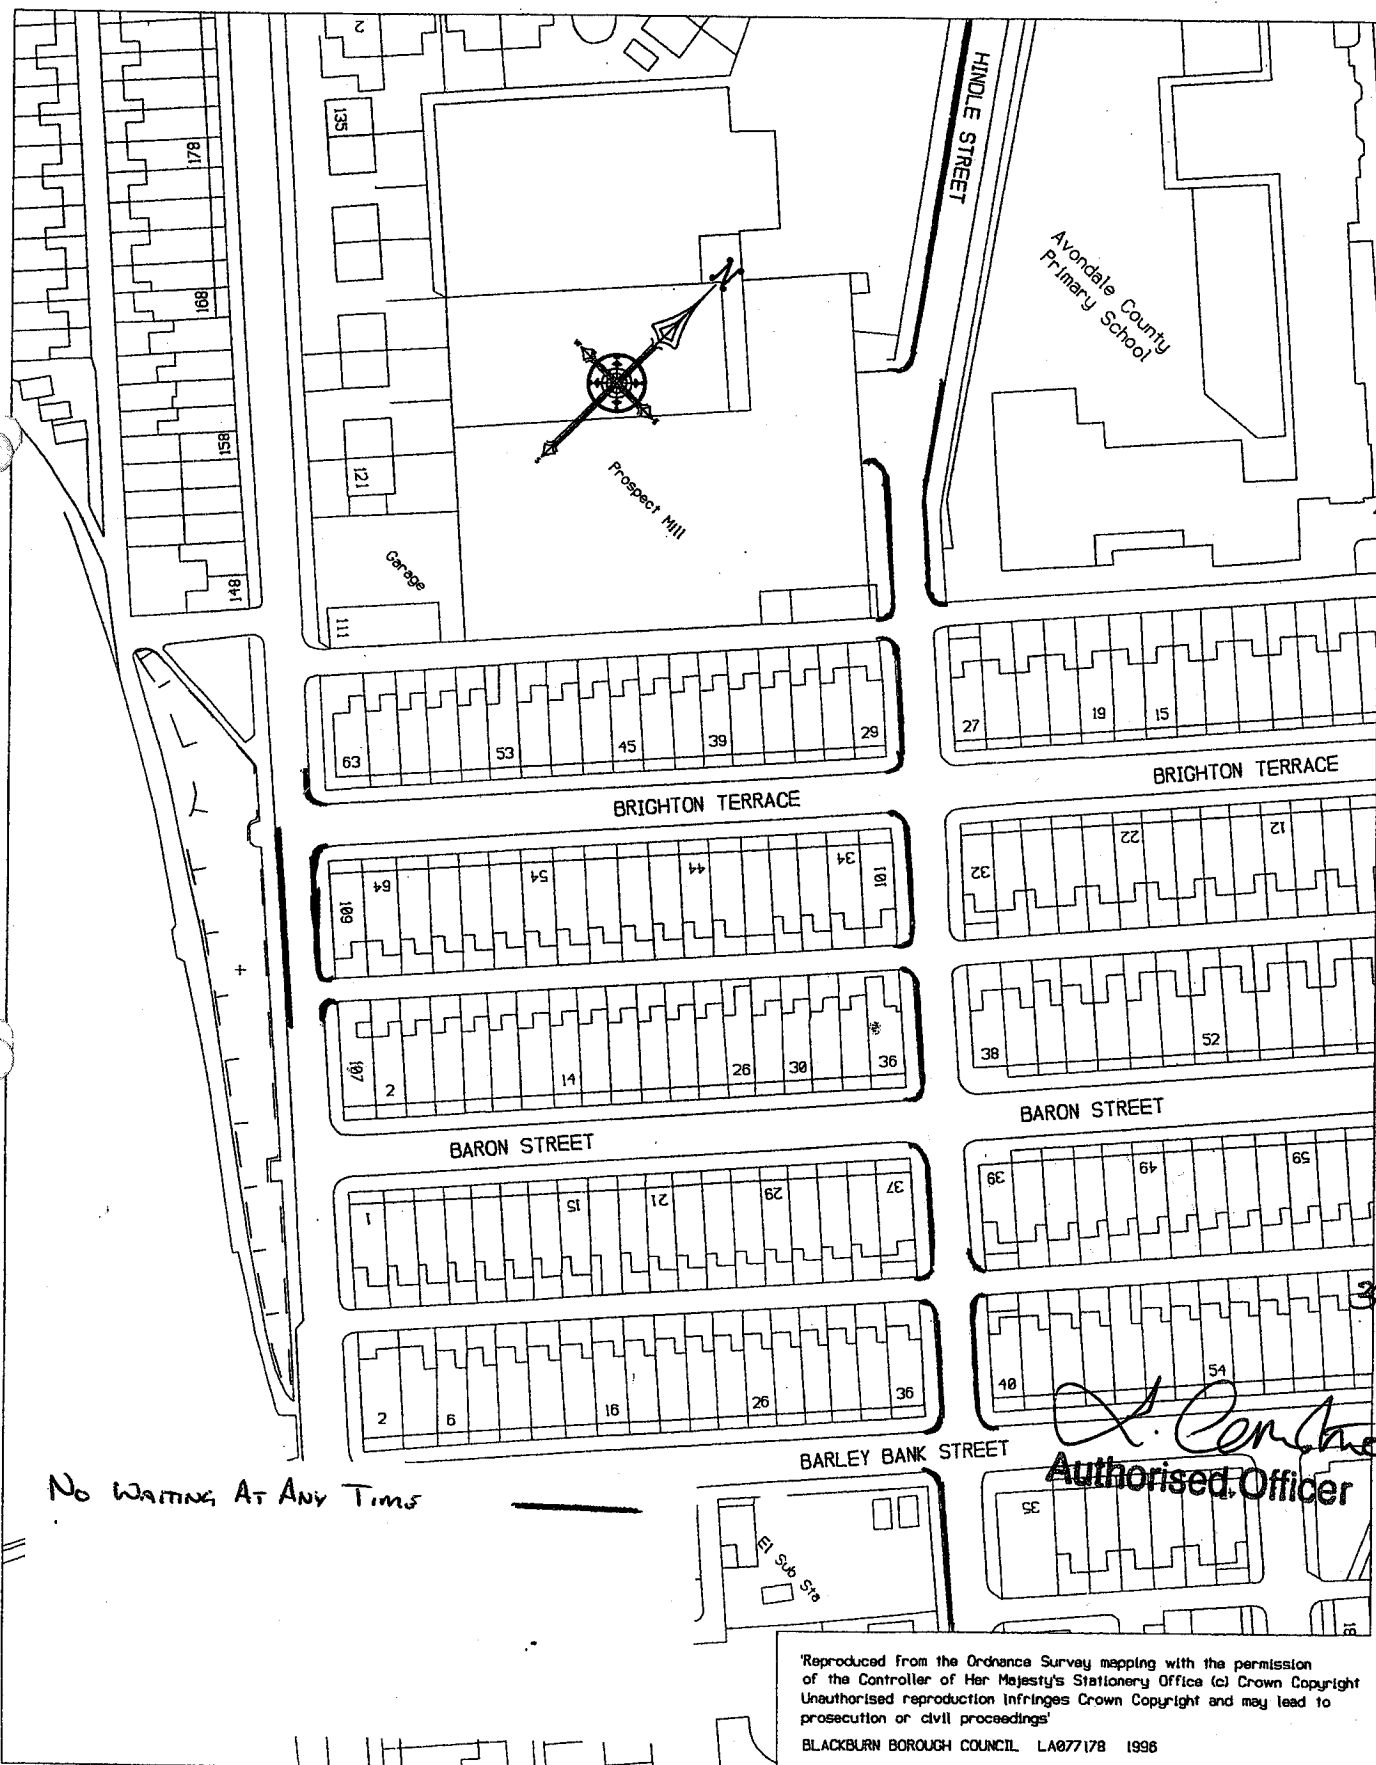 2
135
HINDLE STREET
178
168
Avondale County
Primary School
158
121
N
Prospect Mill
Garage
148
111
63
53
45
39
29
27
19
15
BRIGHTON TERRACE
BRIGHTON TERRACE
109
64
54
44
34
101
32
22
12
107
2
14
26
30
36
38
52
BARON STREET
BARON STREET
1
15
21
29
37
39
49
59
2
6
16
26
36
40
54
3
BARLEY BANK STREET
Authorised Officer
No Waiting At Any Time
35
El Sub Sta
'Reproduced from the Ordnance Survey mapping with the permission
of the Controller of Her Majesty's Stationery Office (c) Crown Copyright
Unauthorised reproduction infringes Crown Copyright and may lead to
prosecution or civil proceedings'
BLACKBURN BOROUGH COUNCIL LA077178 1996